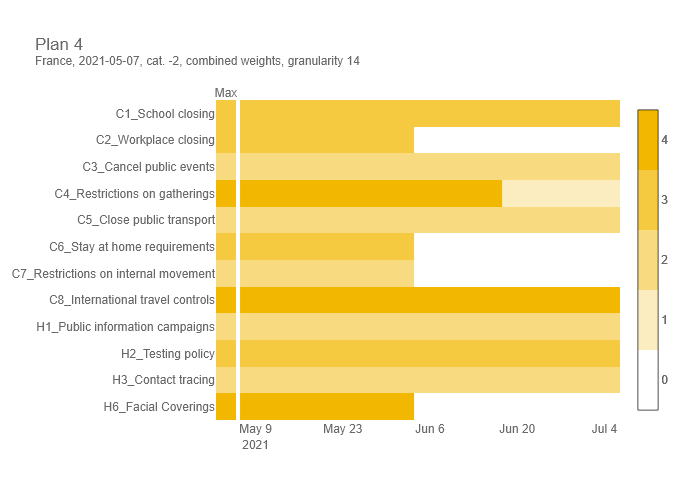 Plan 4
France, 2021-05-07, cat. -2, combined weights, granularity 14
Max
C1_School closing
C2_Workplace closing
C3_Cancel public events
C4_Restrictions on gatherings
C5_Close public transport
C6_Stay at home requirements
C7_Restrictions on internal movement
C8_International travel controls
H1_Public information campaigns
H2_Testing policy
H3_Contact tracing
H6_Facial Coverings
May 9 May 23 Jun 6 Jun 20 Jul 4
2021
4
3
2
1
0